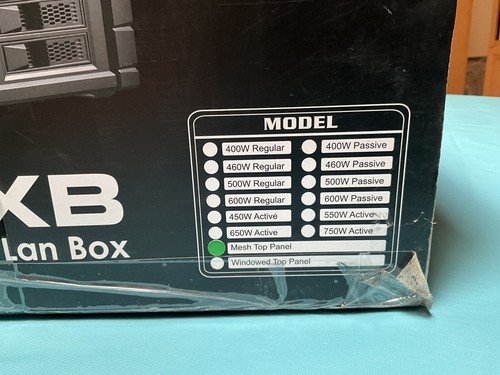 MODEL
400W Regular 400W Passive
460W Regular 460W Passive
500W Regular 500W Passive
600W Regular 600W Passive
450W Active 550W Active
650W Active 750W Active
Mesh Top Panel
Windowed Top Panel
XB
Lan Box